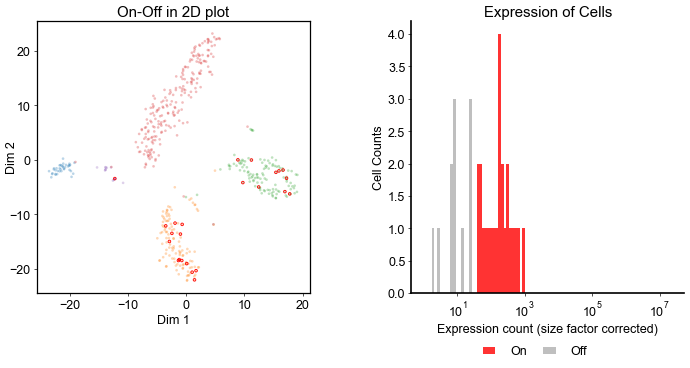 On-Off in 2D plot
20
10
0
−10
−20
Dim 2
−20
−10
0
10
20
Dim 1
Expression of Cells
4.0
3.5
3.0
2.5
2.0
1.5
1.0
0.5
0.0
Cell Counts
10^1
10^3
10^5
10^7
Expression count (size factor corrected)
On
Off